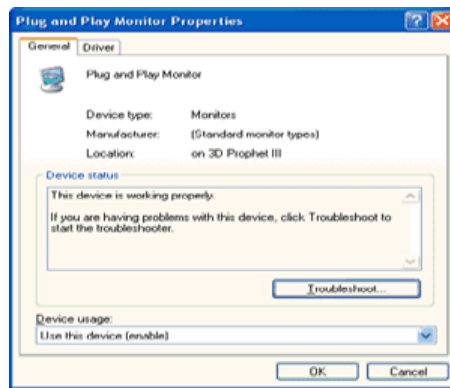 Plug and Play Monitor Properties
General Driver
Plug and Play Monitor
Device type: Monitors
Manufacturer: (Standard monitor types)
Location: on 3D Prophet III
Device status
This device is working properly.
If you are having problems with this device, click Troubleshoot to
start the troubleshooter.
Troubleshoot...
Device usage:
Use this device (enable)
OK Cancel